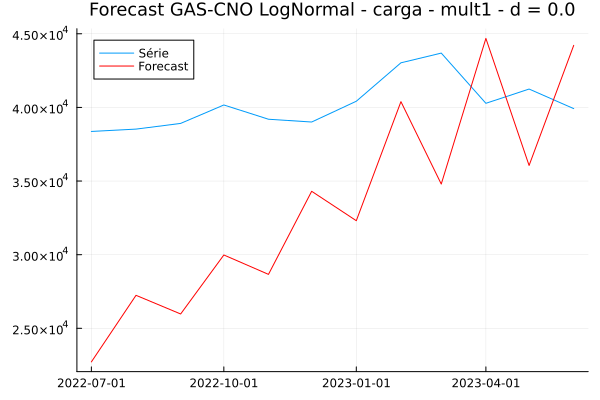 Forecast GAS-CNO LogNormal - carga - mult1 - d = 0.0
4.50×10⁴
Série
Forecast
4.00×10⁴
3.50×10⁴
3.00×10⁴
2.50×10⁴
2022-07-01 2022-10-01 2023-01-01 2023-04-01